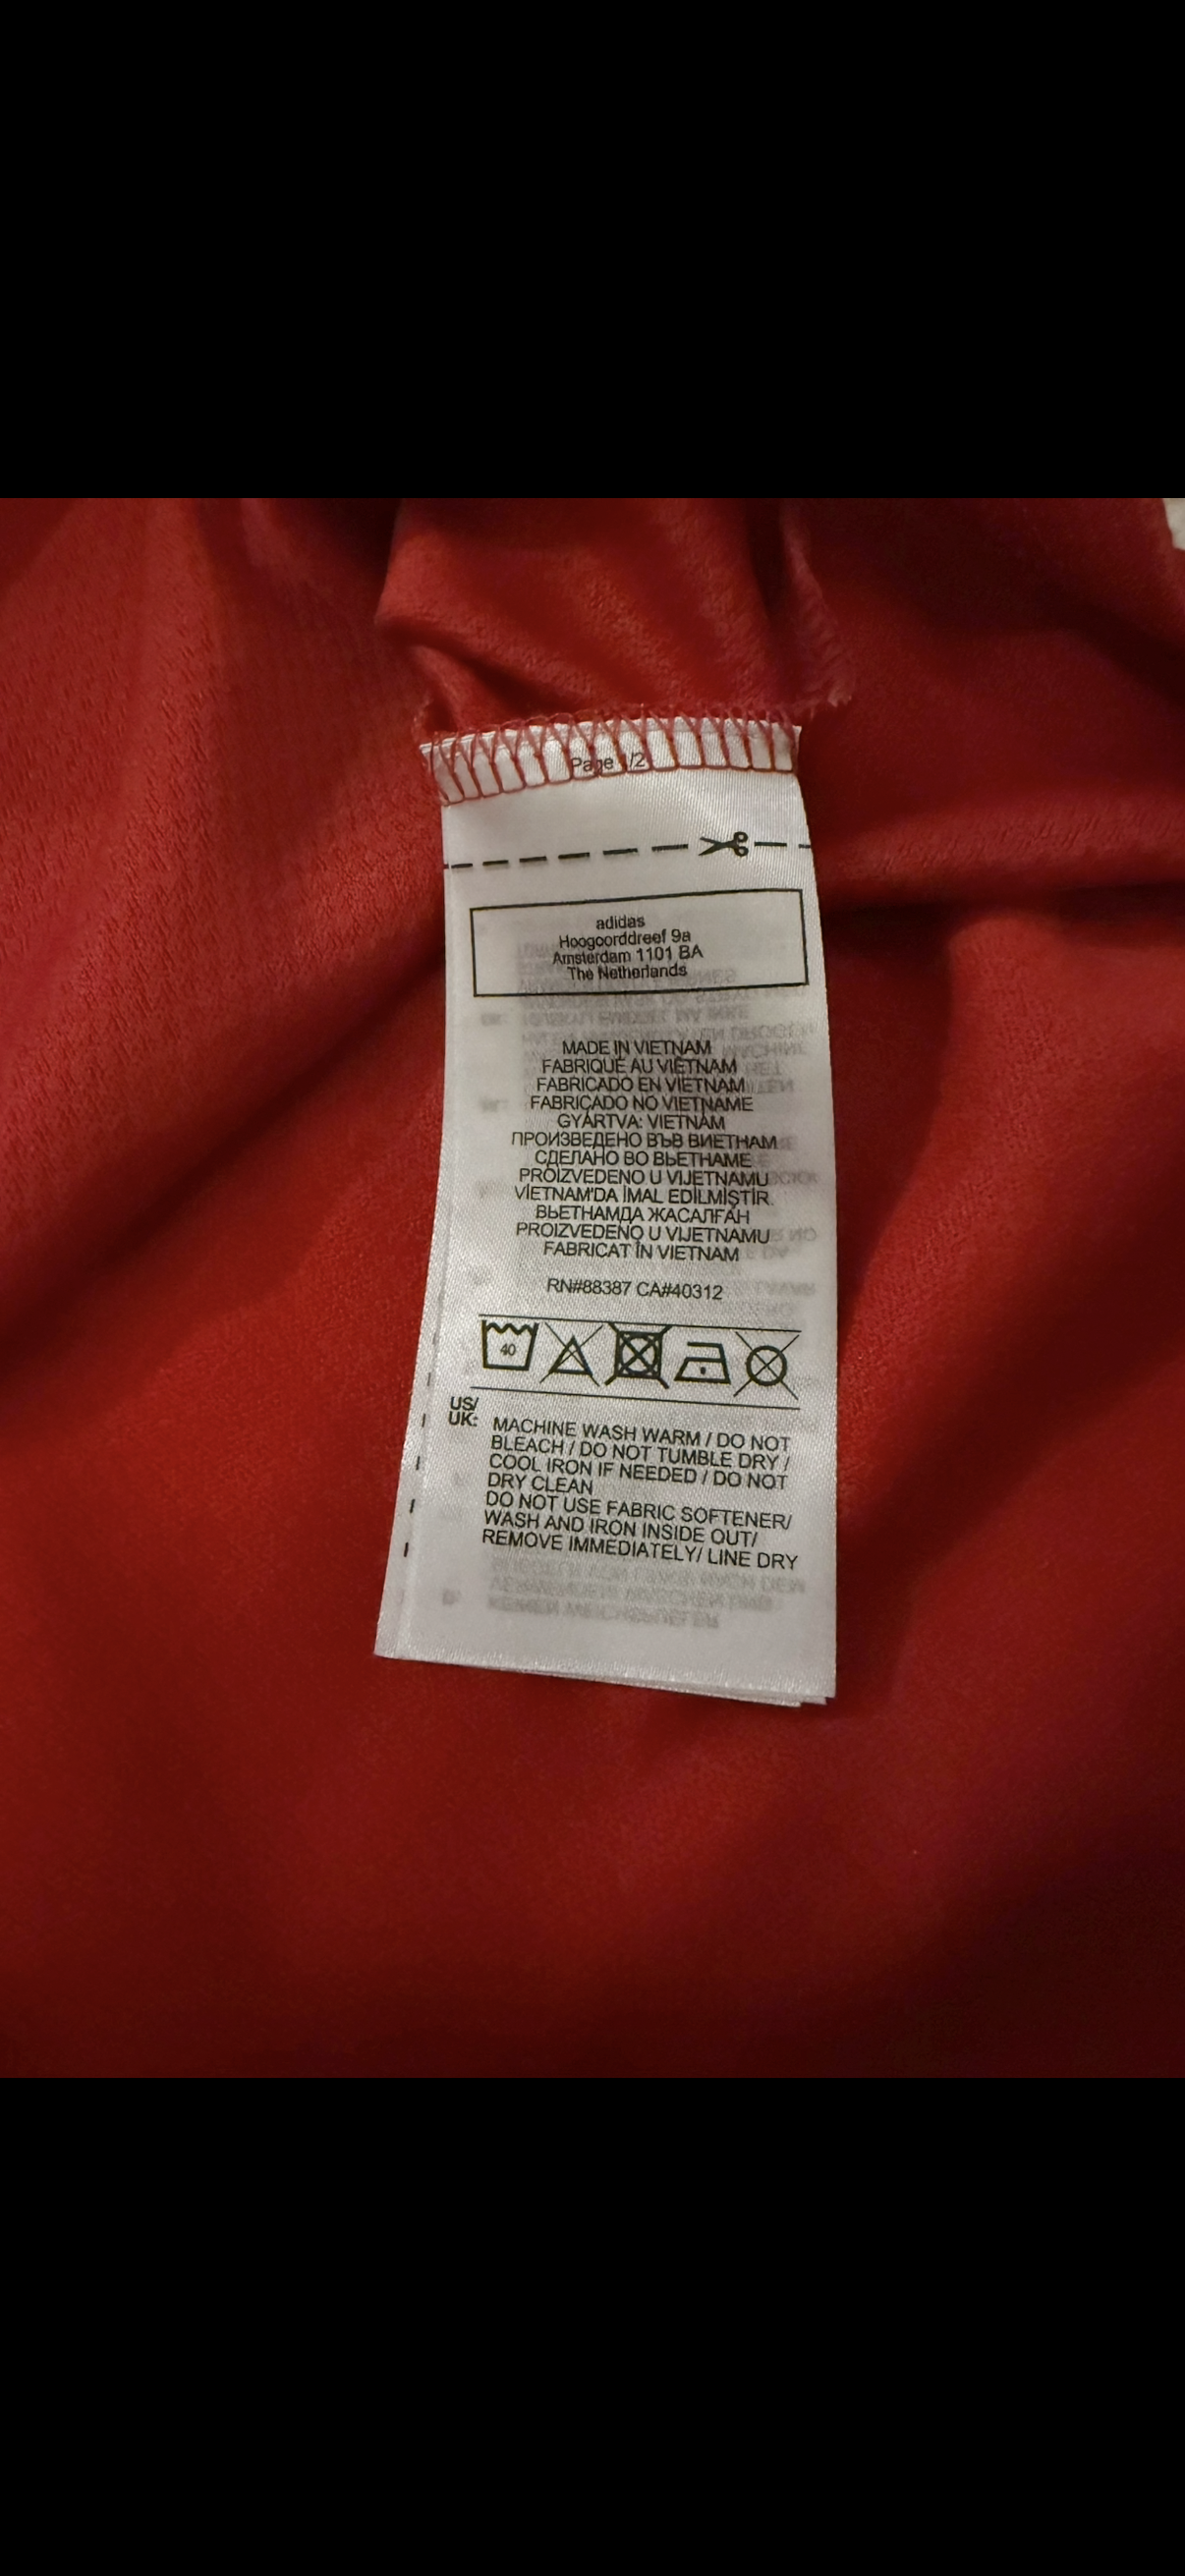 Page 1/2
adidas
Hoogoorddreef 9a
Amsterdam 1101 BA
The Netherlands
MADE IN VIETNAM
FABRIQUÉ AU VIÊTNAM
FABRICADO EN VIETNAM
FABRICADO NO VIETNAME
GYÁRTVA: VIETNÁM
ПРОИЗВЕДЕНО ВЪВ ВИЕТНАМ
СДЕЛАНО ВО ВЬЕТНАМЕ
PROIZVEDENO U VIJETNAMU
VİETNAM'DA İMAL EDİLMİŞTİR.
ВЬЕТНАМДА ЖАСАЛҒАН
PROIZVEDENO U VIJETNAMU
FABRICAT ÎN VIETNAM
RN#88387 CA#40312
40
US/
UK:
MACHINE WASH WARM / DO NOT
BLEACH / DO NOT TUMBLE DRY /
COOL IRON IF NEEDED / DO NOT
DRY CLEAN
DO NOT USE FABRIC SOFTENER/
WASH AND IRON INSIDE OUT/
REMOVE IMMEDIATELY/ LINE DRY